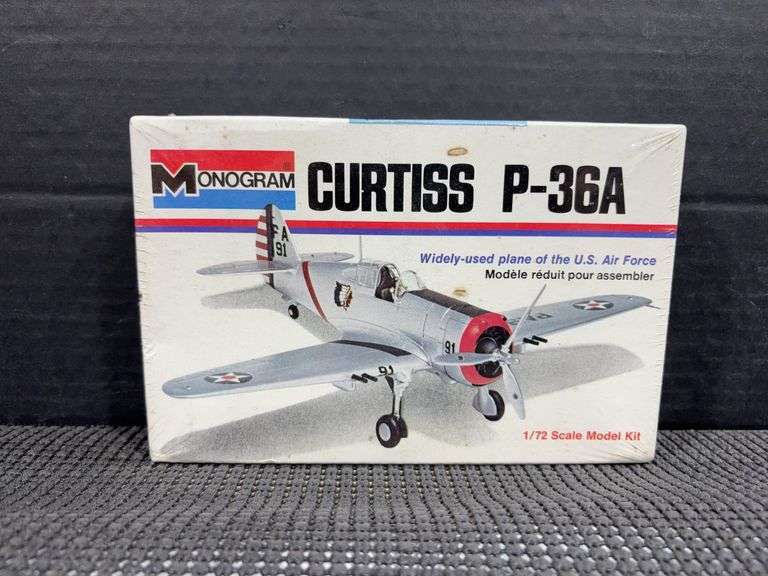 MONOGRAM
CURTISS P-36A
Widely-used plane of the U.S. Air Force
Modèle réduit pour assembler
FA
91
91
91
1/72 Scale Model Kit